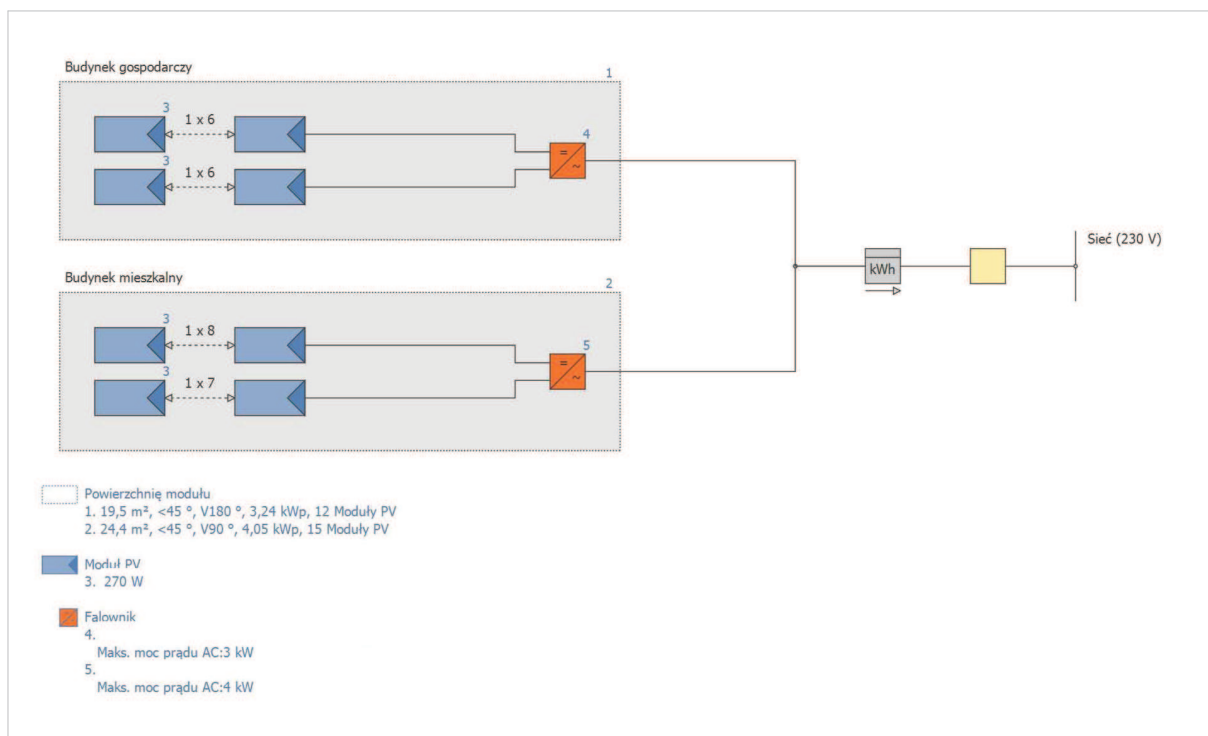 Budynek gospodarczy
1
3
1 x 6
4
3
1 x 6
Sieć (230 V)
kWh
Budynek mieszkalny
2
3
1 x 8
5
3
1 x 7
Powierzchnię modułu
1. 19,5 m², <45 °, V180 °, 3,24 kWp, 12 Moduły PV
2. 24,4 m², <45 °, V90 °, 4,05 kWp, 15 Moduły PV
Moduł PV
3. 270 W
Falownik
4.
Maks. moc prądu AC:3 kW
5.
Maks. moc prądu AC:4 kW